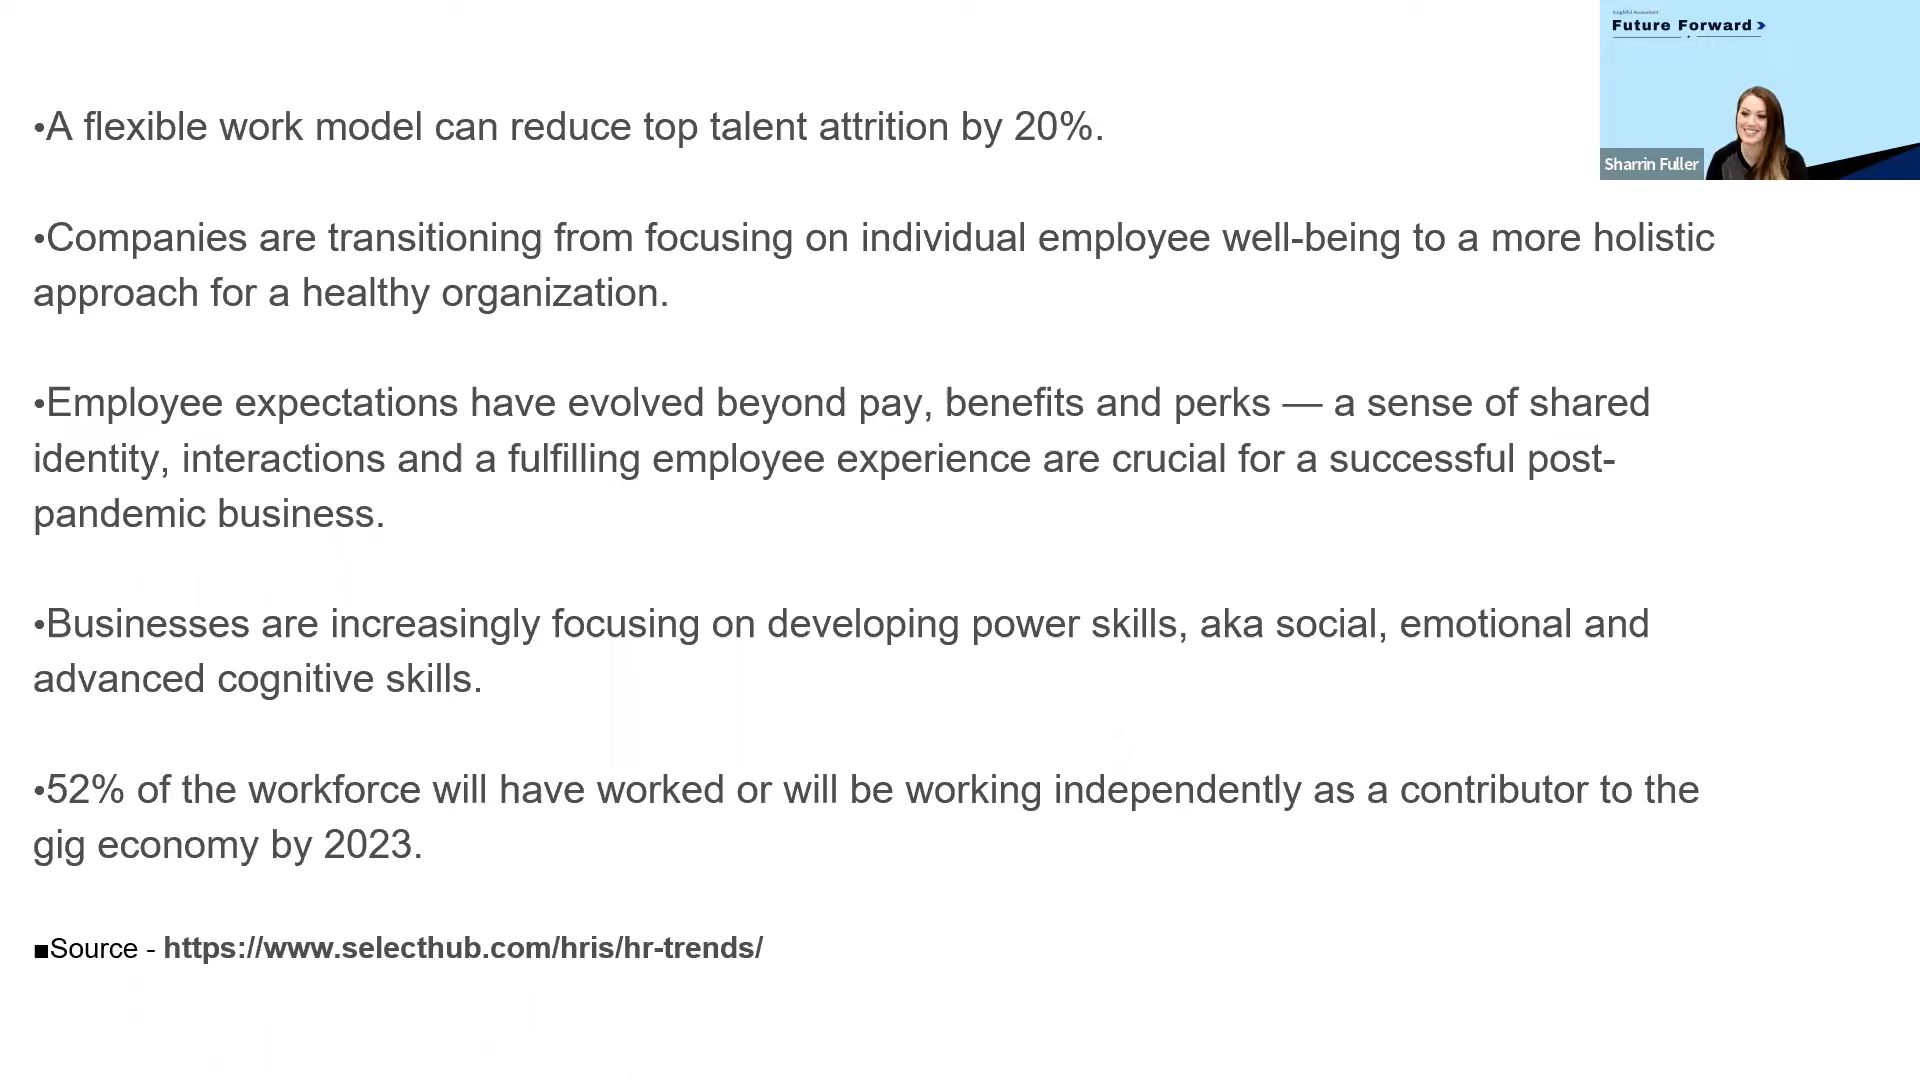 Insightful Accountant
Future Forward
Sharrin Fuller
•A flexible work model can reduce top talent attrition by 20%.
•Companies are transitioning from focusing on individual employee well-being to a more holistic
approach for a healthy organization.
•Employee expectations have evolved beyond pay, benefits and perks — a sense of shared
identity, interactions and a fulfilling employee experience are crucial for a successful post-
pandemic business.
•Businesses are increasingly focusing on developing power skills, aka social, emotional and
advanced cognitive skills.
•52% of the workforce will have worked or will be working independently as a contributor to the
gig economy by 2023.
■Source - https://www.selecthub.com/hris/hr-trends/